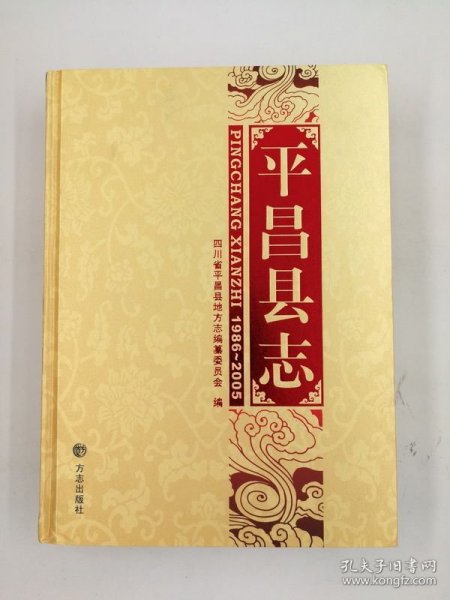 平昌县志
PINGCHANG XIANZHI 1986~2005
四川省平昌县地方志编纂委员会 编
方志出版社
孔夫子旧书网
www.kongfz.com